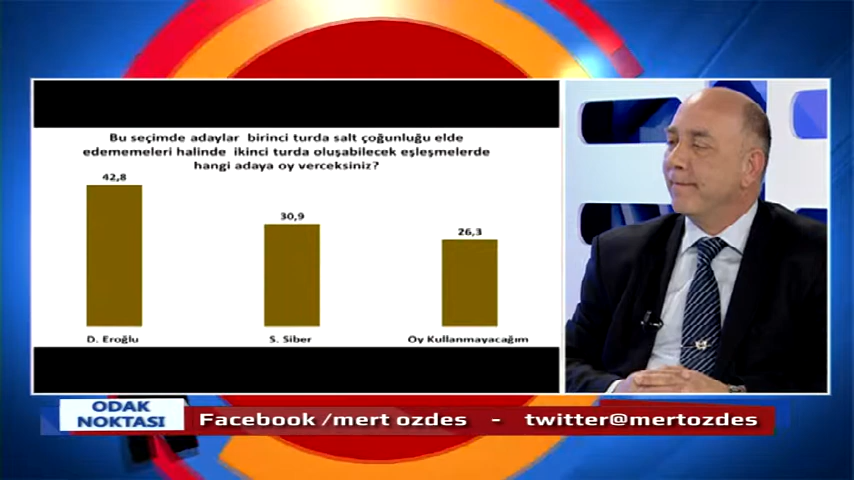 Bu seçimde adaylar birinci turda salt çoğunluğu elde
edememeleri halinde ikinci turda oluşabilecek eşleşmelerde
hangi adaya oy verceksiniz?
42,8
30,9
26,3
D. Eroğlu
S. Siber
Oy Kullanmayacağım
ODAK
NOKTASI
Facebook /mert ozdes - twitter@mertozdes